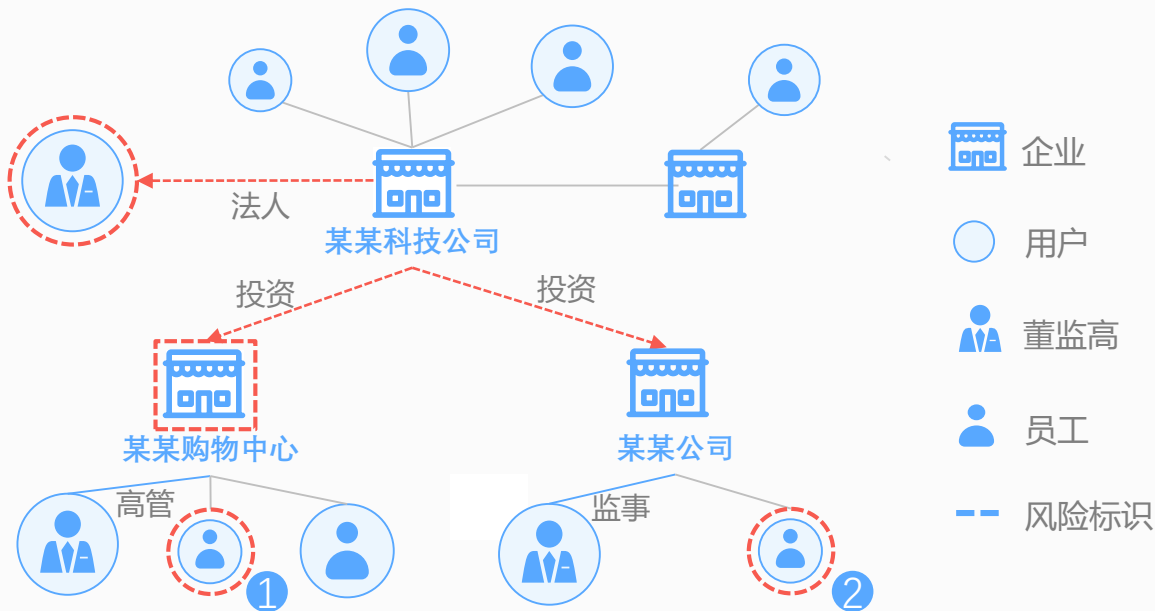 企业
法人
用户
某某科技公司
投资
投资
董监高
员工
某某购物中心
某某公司
高管
监事
风险标识
1
2